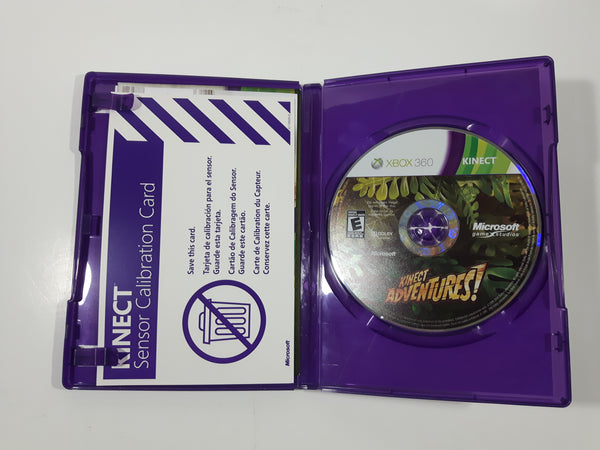 KINECT
Sensor Calibration Card
Save this card.
Tarjeta de calibración para el sensor.
Guarde esta tarjeta.
Cartão de Calibragem do Sensor.
Guarde este cartão.
Carte de Calibration du Capteur.
Conservez cette carte.
Microsoft
XBOX 360
KINECT
E
Microsoft
game studios
Microsoft
KINECT
ADVENTURES!